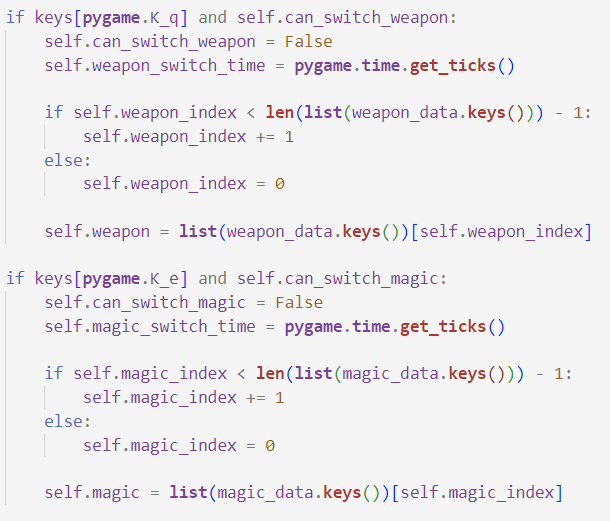 if keys[pygame.K_q] and self.can_switch_weapon:
    self.can_switch_weapon = False
    self.weapon_switch_time = pygame.time.get_ticks()

    if self.weapon_index < len(list(weapon_data.keys())) - 1:
        self.weapon_index += 1
    else:
        self.weapon_index = 0

    self.weapon = list(weapon_data.keys())[self.weapon_index]

if keys[pygame.K_e] and self.can_switch_magic:
    self.can_switch_magic = False
    self.magic_switch_time = pygame.time.get_ticks()

    if self.magic_index < len(list(magic_data.keys())) - 1:
        self.magic_index += 1
    else:
        self.magic_index = 0

    self.magic = list(magic_data.keys())[self.magic_index]